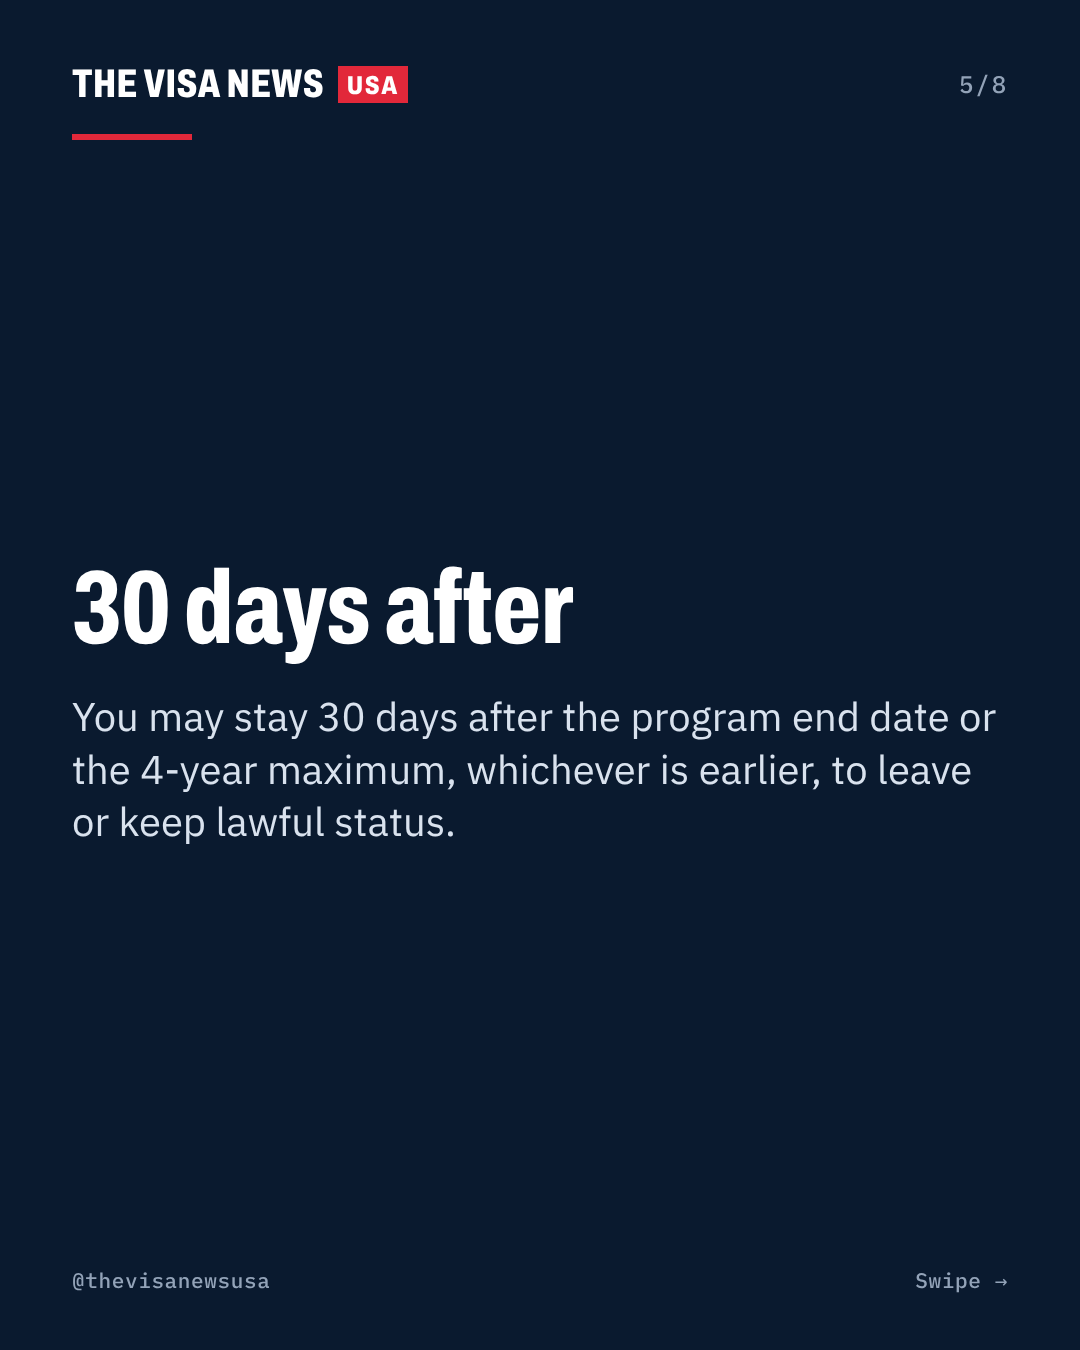 THE VISA NEWS USA
5/8
30 days after
You may stay 30 days after the program end date or
the 4-year maximum, whichever is earlier, to leave
or keep lawful status.
@thevisanewsusa
Swipe →